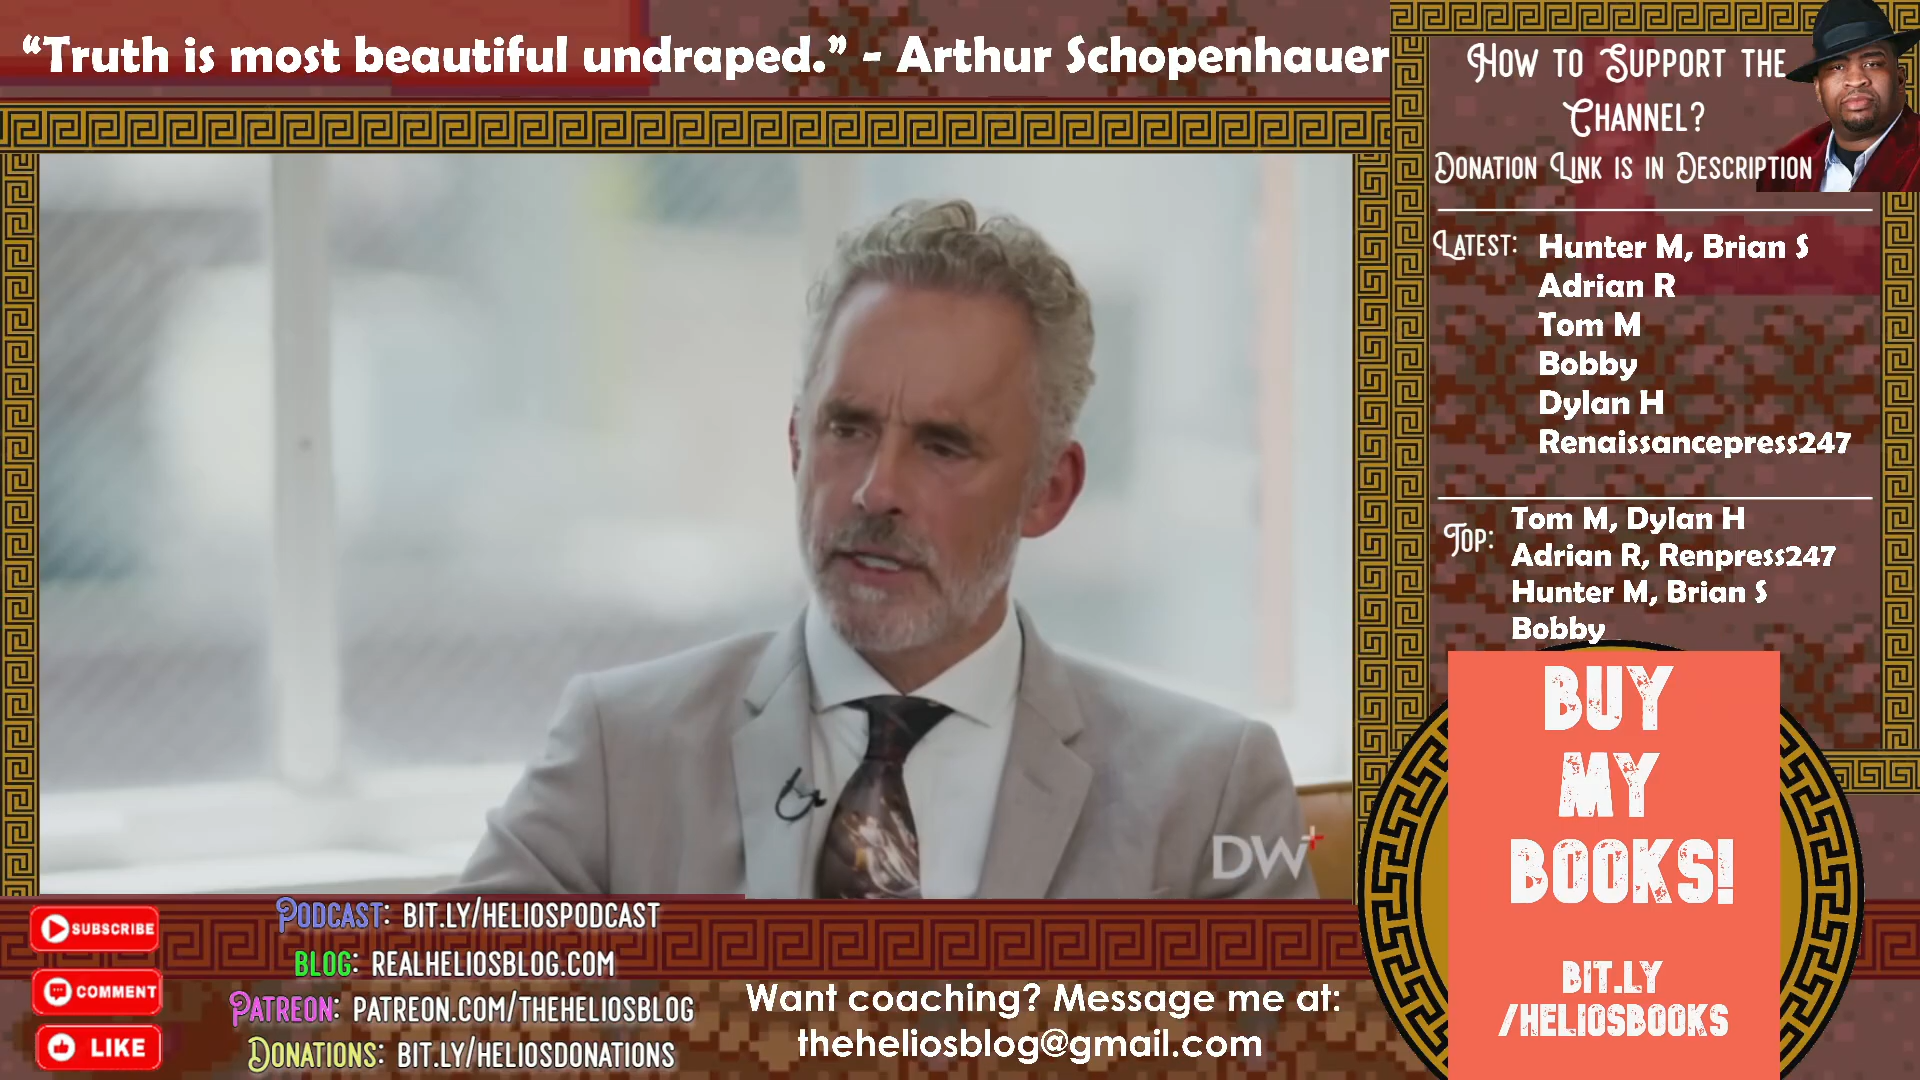 “Truth is most beautiful undraped.” - Arthur Schopenhauer
How to Support the
Channel?
Donation Link is in Description
Latest: Hunter M, Brian S
Adrian R
Tom M
Bobby
Dylan H
Renaissancepress247
Top: Tom M, Dylan H
Adrian R, Renpress247
Hunter M, Brian S
Bobby
BUY
MY
BOOKS!
BIT.LY
/HELIOSBOOKS
DW+
SUBSCRIBE
COMMENT
LIKE
Podcast: BIT.LY/HELIOSPODCAST
BLOG: REALHELIOSBLOG.COM
Patreon: PATREON.COM/THEHELIOSBLOG
Donations: BIT.LY/HELIOSDONATIONS
Want coaching? Message me at:
theheliosblog@gmail.com